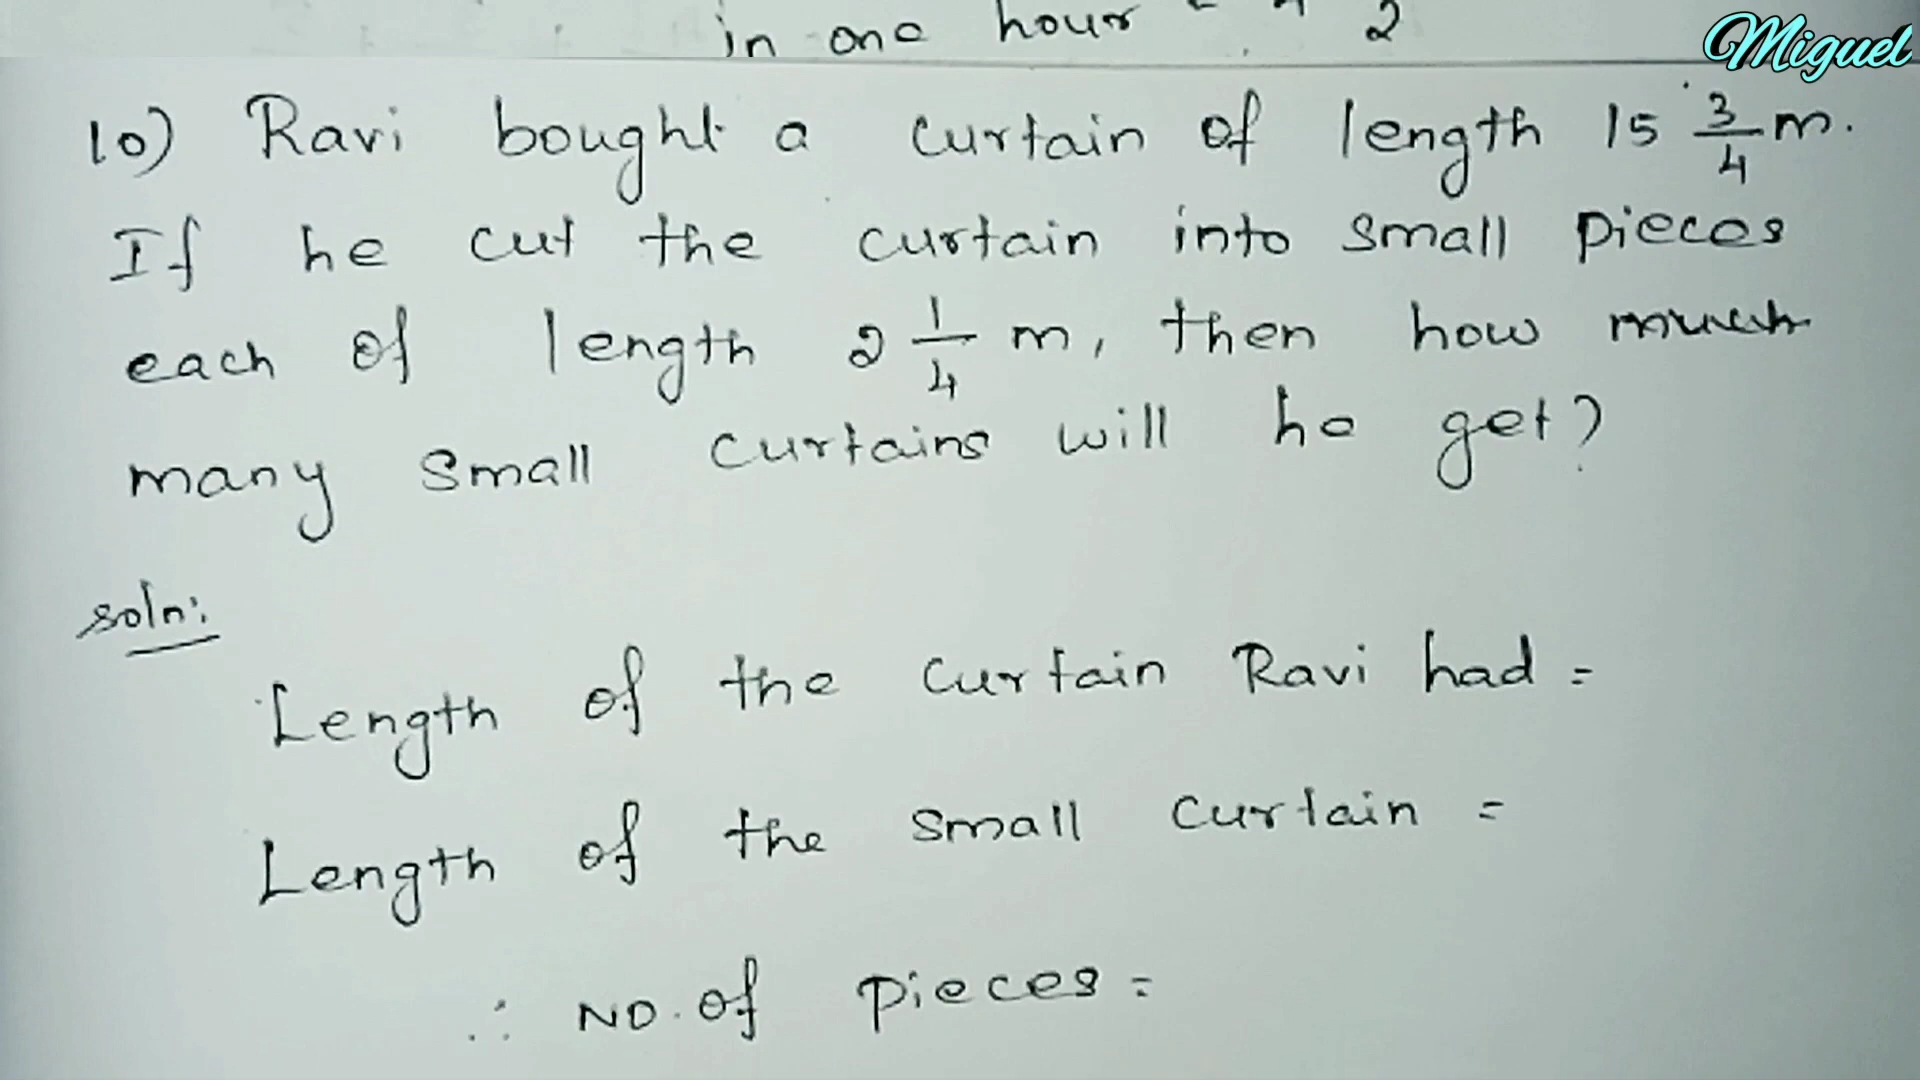 in one hour = 4 2
Miguel
10) Ravi bought a curtain of length 15 3/4 m.
If he cut the curtain into small pieces
each of length 2 1/4 m, then how much
many small curtains will he get?
soln:
Length of the curtain Ravi had =
Length of the small curtain =
∴ NO. of pieces =